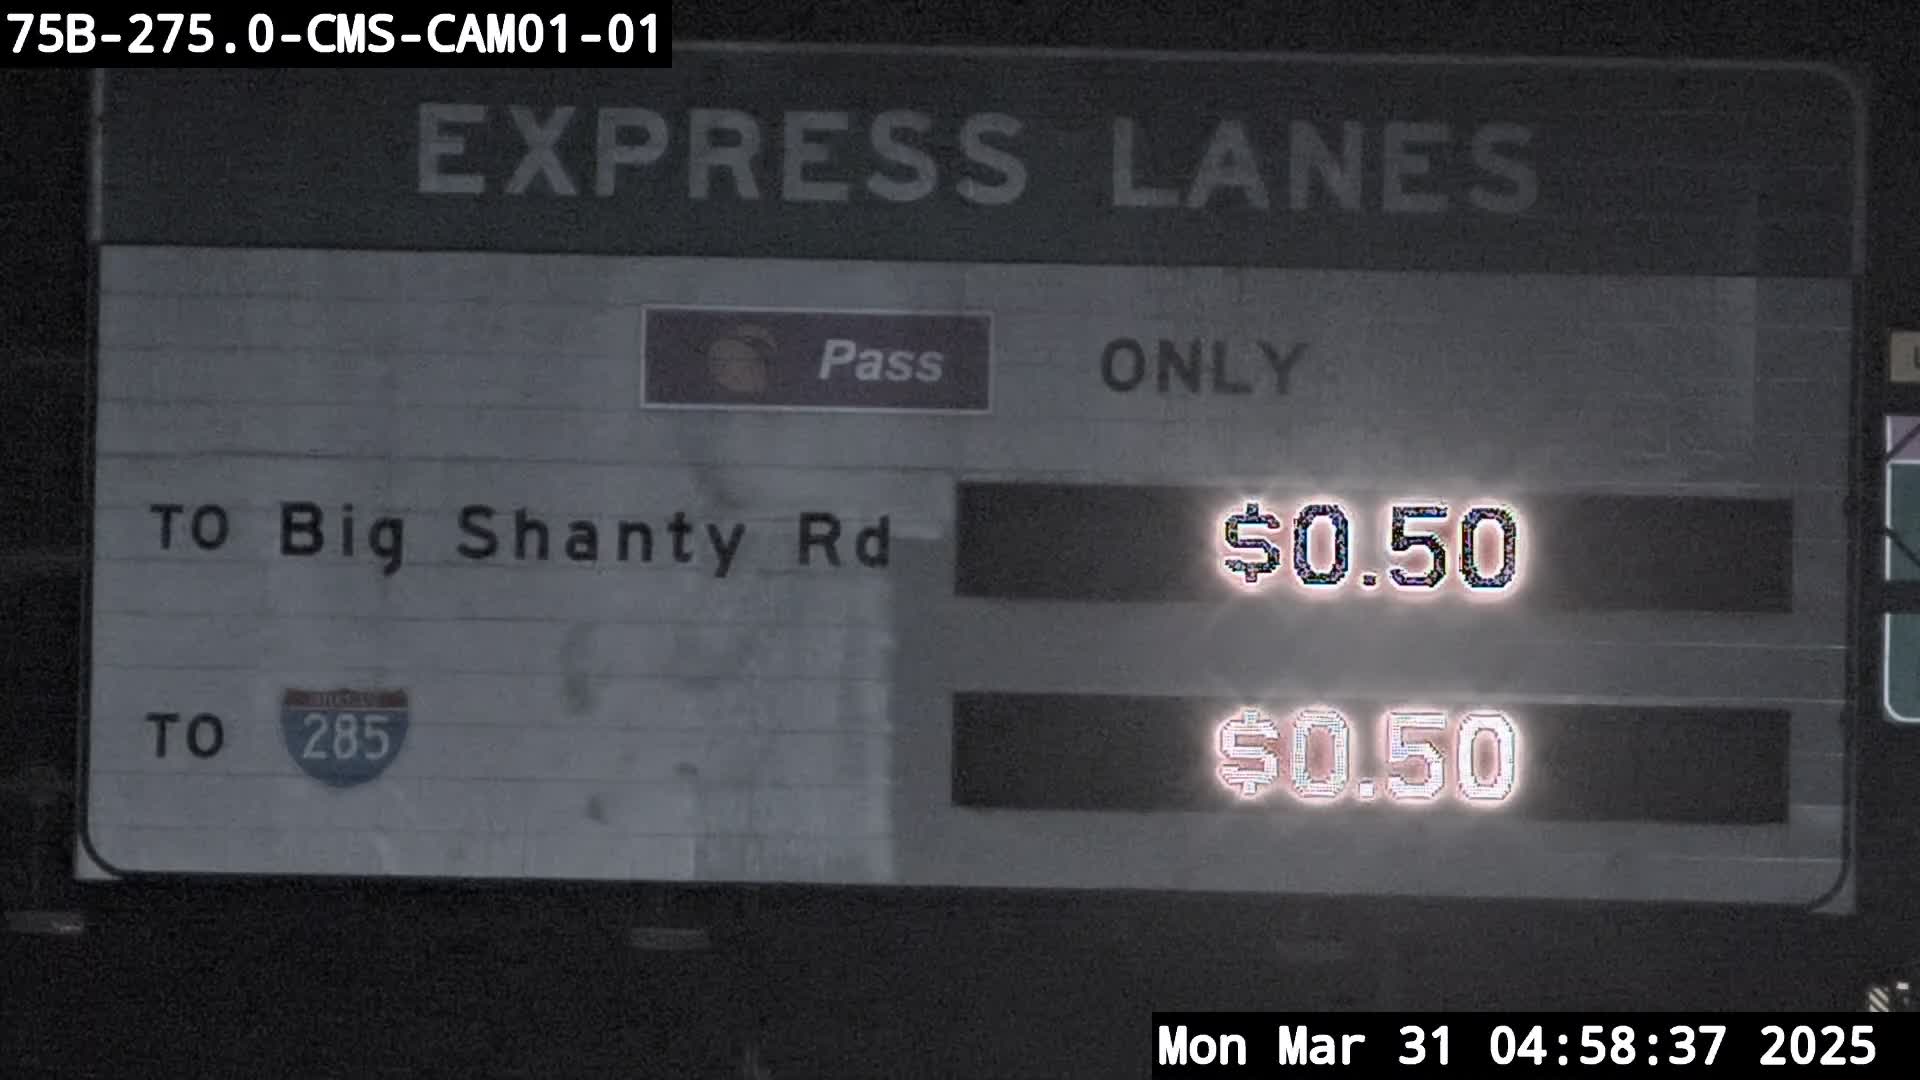 75B-275.0-CMS-CAM01-01
EXPRESS LANES
Pass ONLY
TO Big Shanty Rd $0.50
TO 285 $0.50
Mon Mar 31 04:58:37 2025